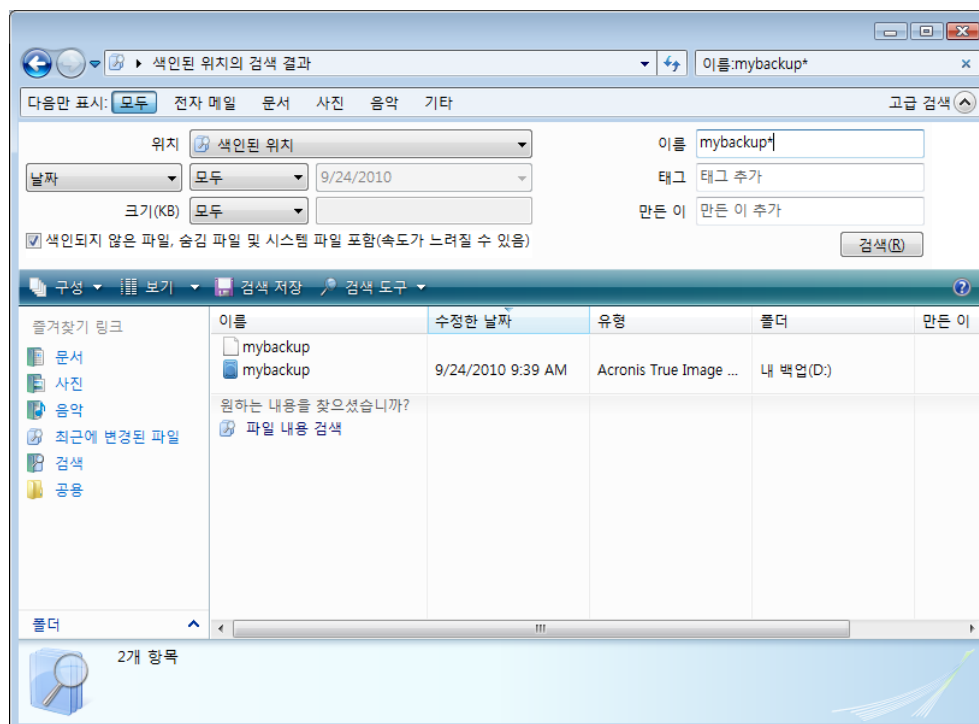 색인된 위치의 검색 결과
이름:mybackup*
다음만 표시: 모두 전자 메일 문서 사진 음악 기타 고급 검색
위치 색인된 위치 이름 mybackup*
날짜 모두 9/24/2010 태그 태그 추가
크기(KB) 모두 만든 이 만든 이 추가
색인되지 않은 파일, 숨김 파일 및 시스템 파일 포함(속도가 느려질 수 있음)
검색(R)
구성 보기 검색 저장 검색 도구
즐겨찾기 링크
문서
사진
음악
최근에 변경된 파일
검색
공용
폴더
이름 수정한 날짜 유형 폴더 만든 이
mybackup
mybackup 9/24/2010 9:39 AM Acronis True Image ... 내 백업(D:)
원하는 내용을 찾으셨습니까?
파일 내용 검색
2개 항목